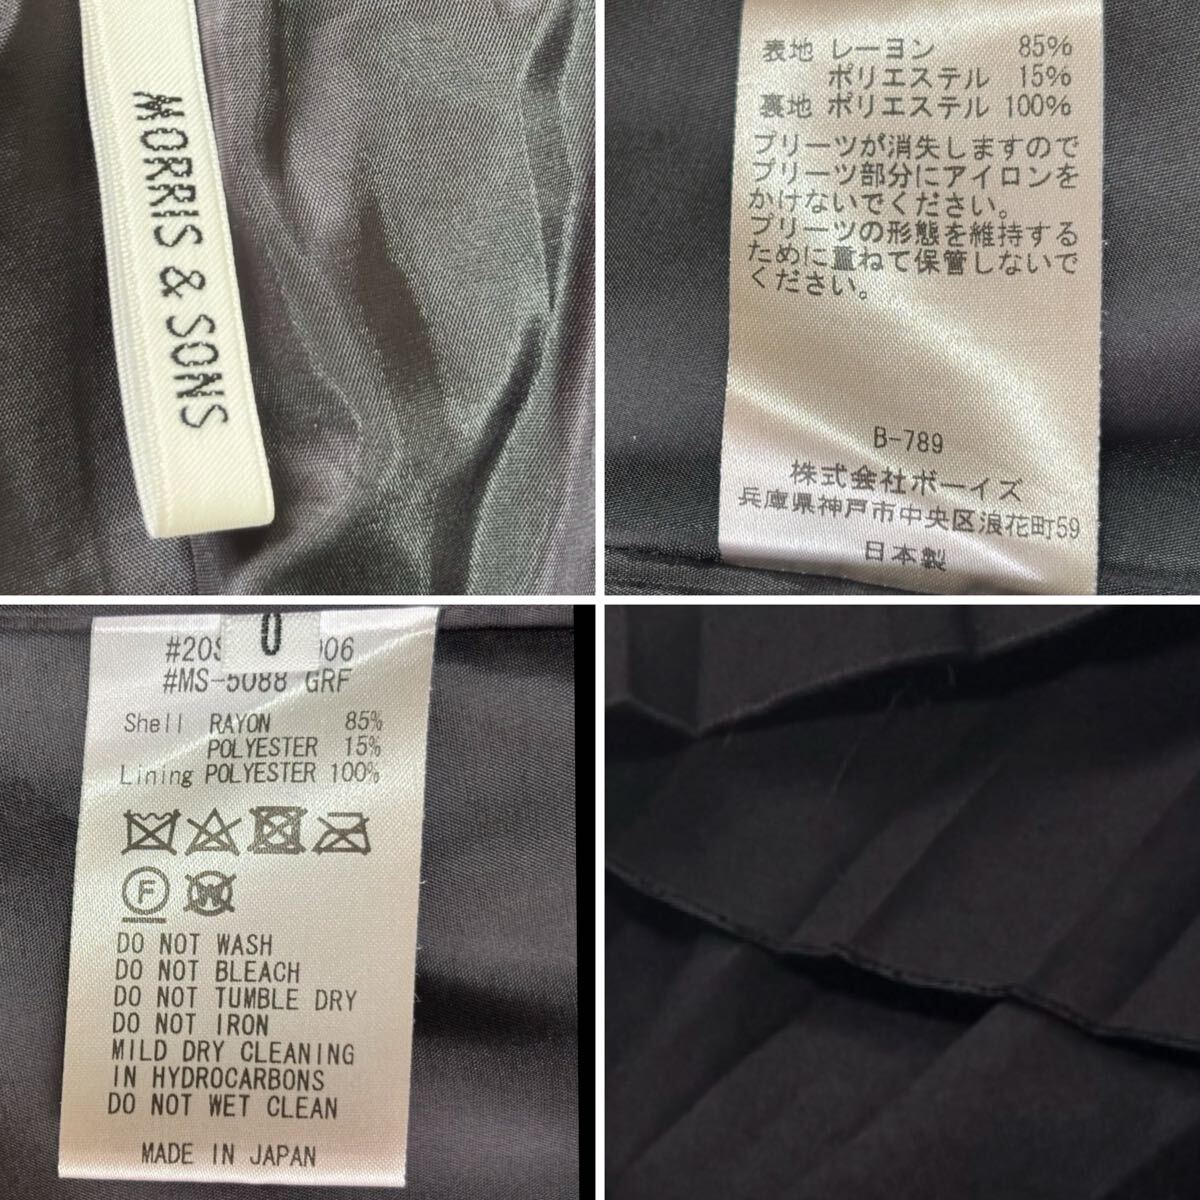 MORRIS & SONS
表地 レーヨン 85%
ポリエステル 15%
裏地 ポリエステル 100%
プリーツが消失しますので
プリーツ部分にアイロンを
かけないでください。
プリーツの形態を維持する
ために重ねて保管しないで
ください。
B-789
株式会社ボーイズ
兵庫県神戸市中央区浪花町59
日本製
0
#20S 006
#MS-5088 GRF
Shell RAYON 85%
POLYESTER 15%
Lining POLYESTER 100%
F W
DO NOT WASH
DO NOT BLEACH
DO NOT TUMBLE DRY
DO NOT IRON
MILD DRY CLEANING
IN HYDROCARBONS
DO NOT WET CLEAN
MADE IN JAPAN